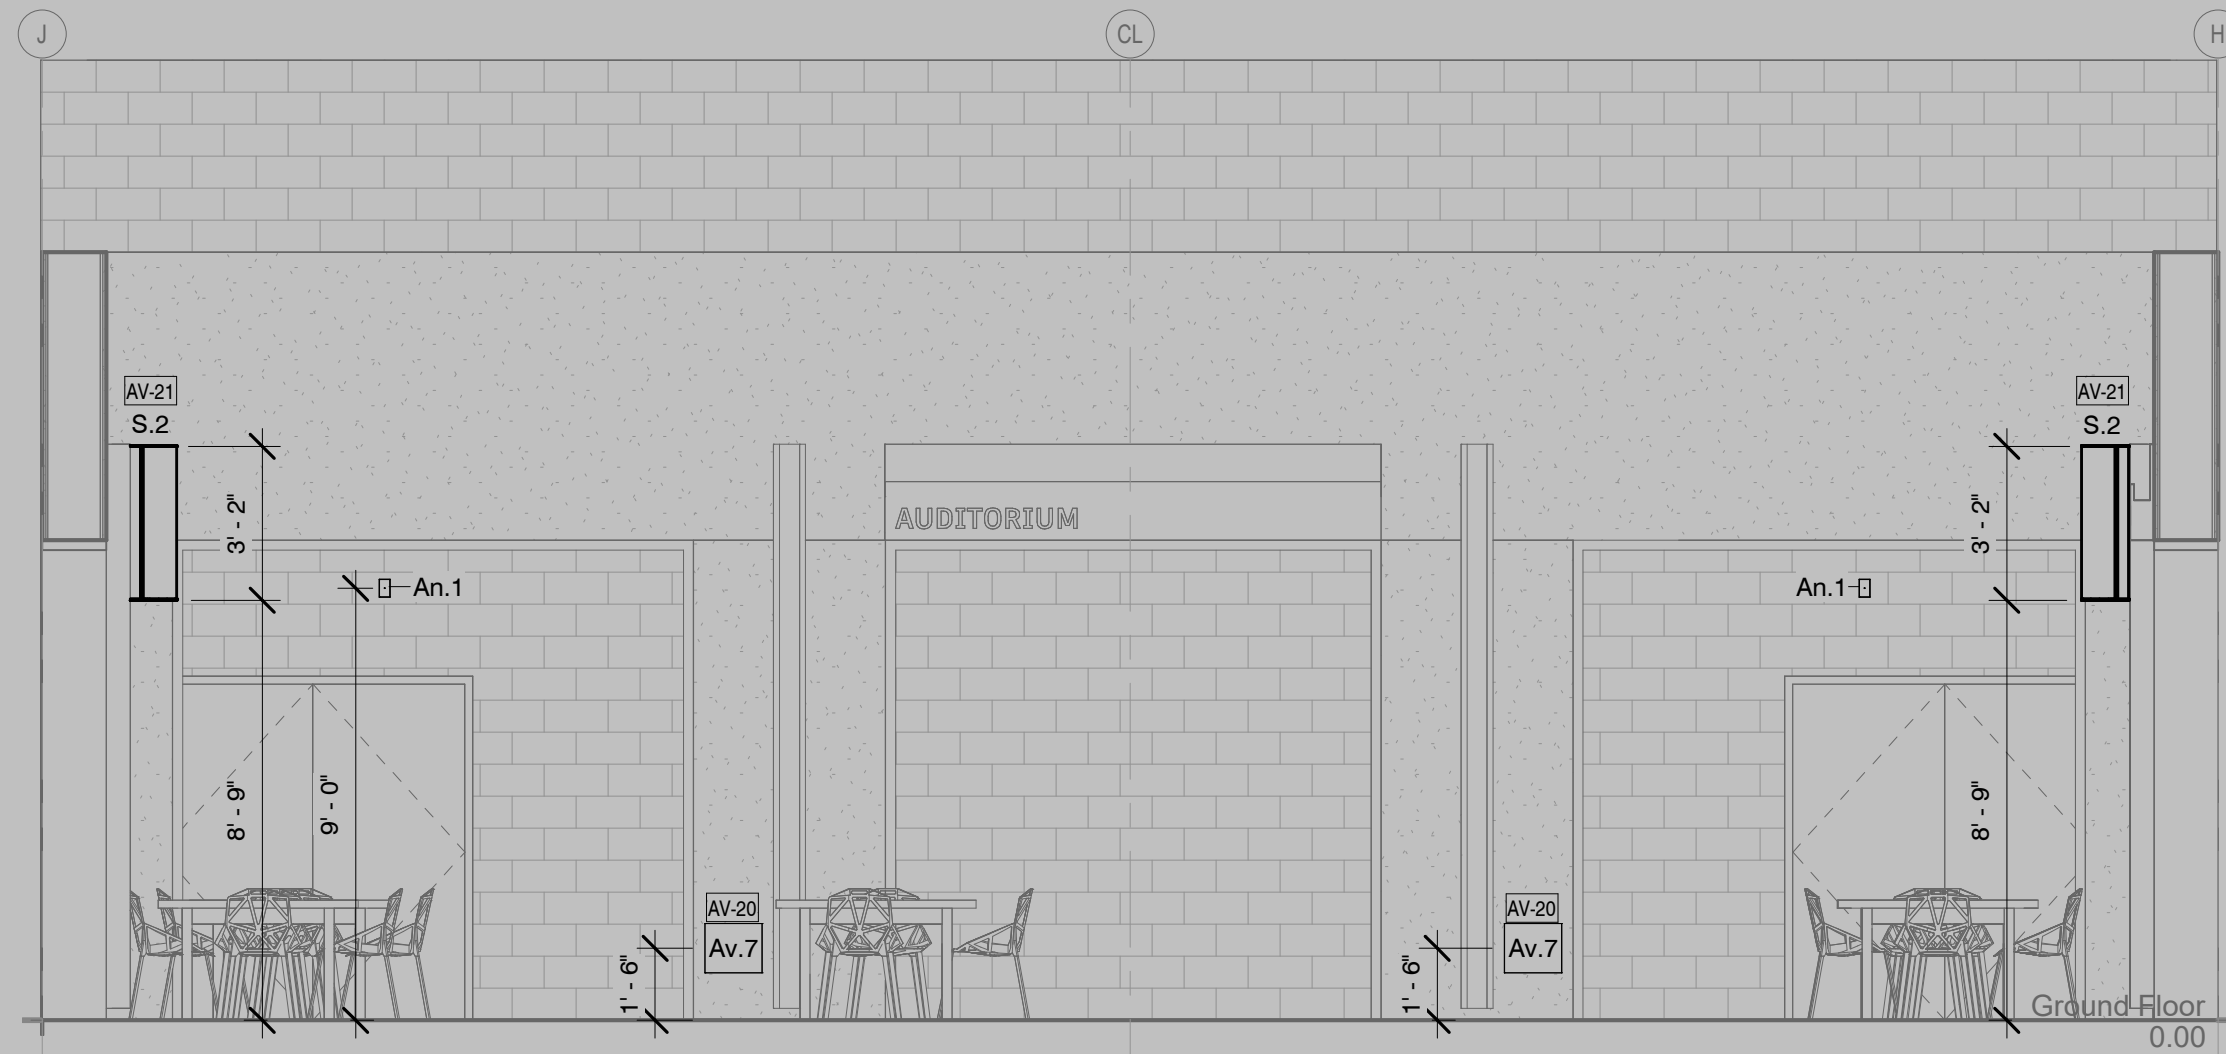 J
CL
H
AV-21
S.2
AV-21
S.2
3' - 2"
3' - 2"
AUDITORIUM
An.1
An.1
8' - 9"
9' - 0"
8' - 9"
AV-20
Av.7
AV-20
Av.7
1' - 6"
1' - 6"
Ground Floor
0.00